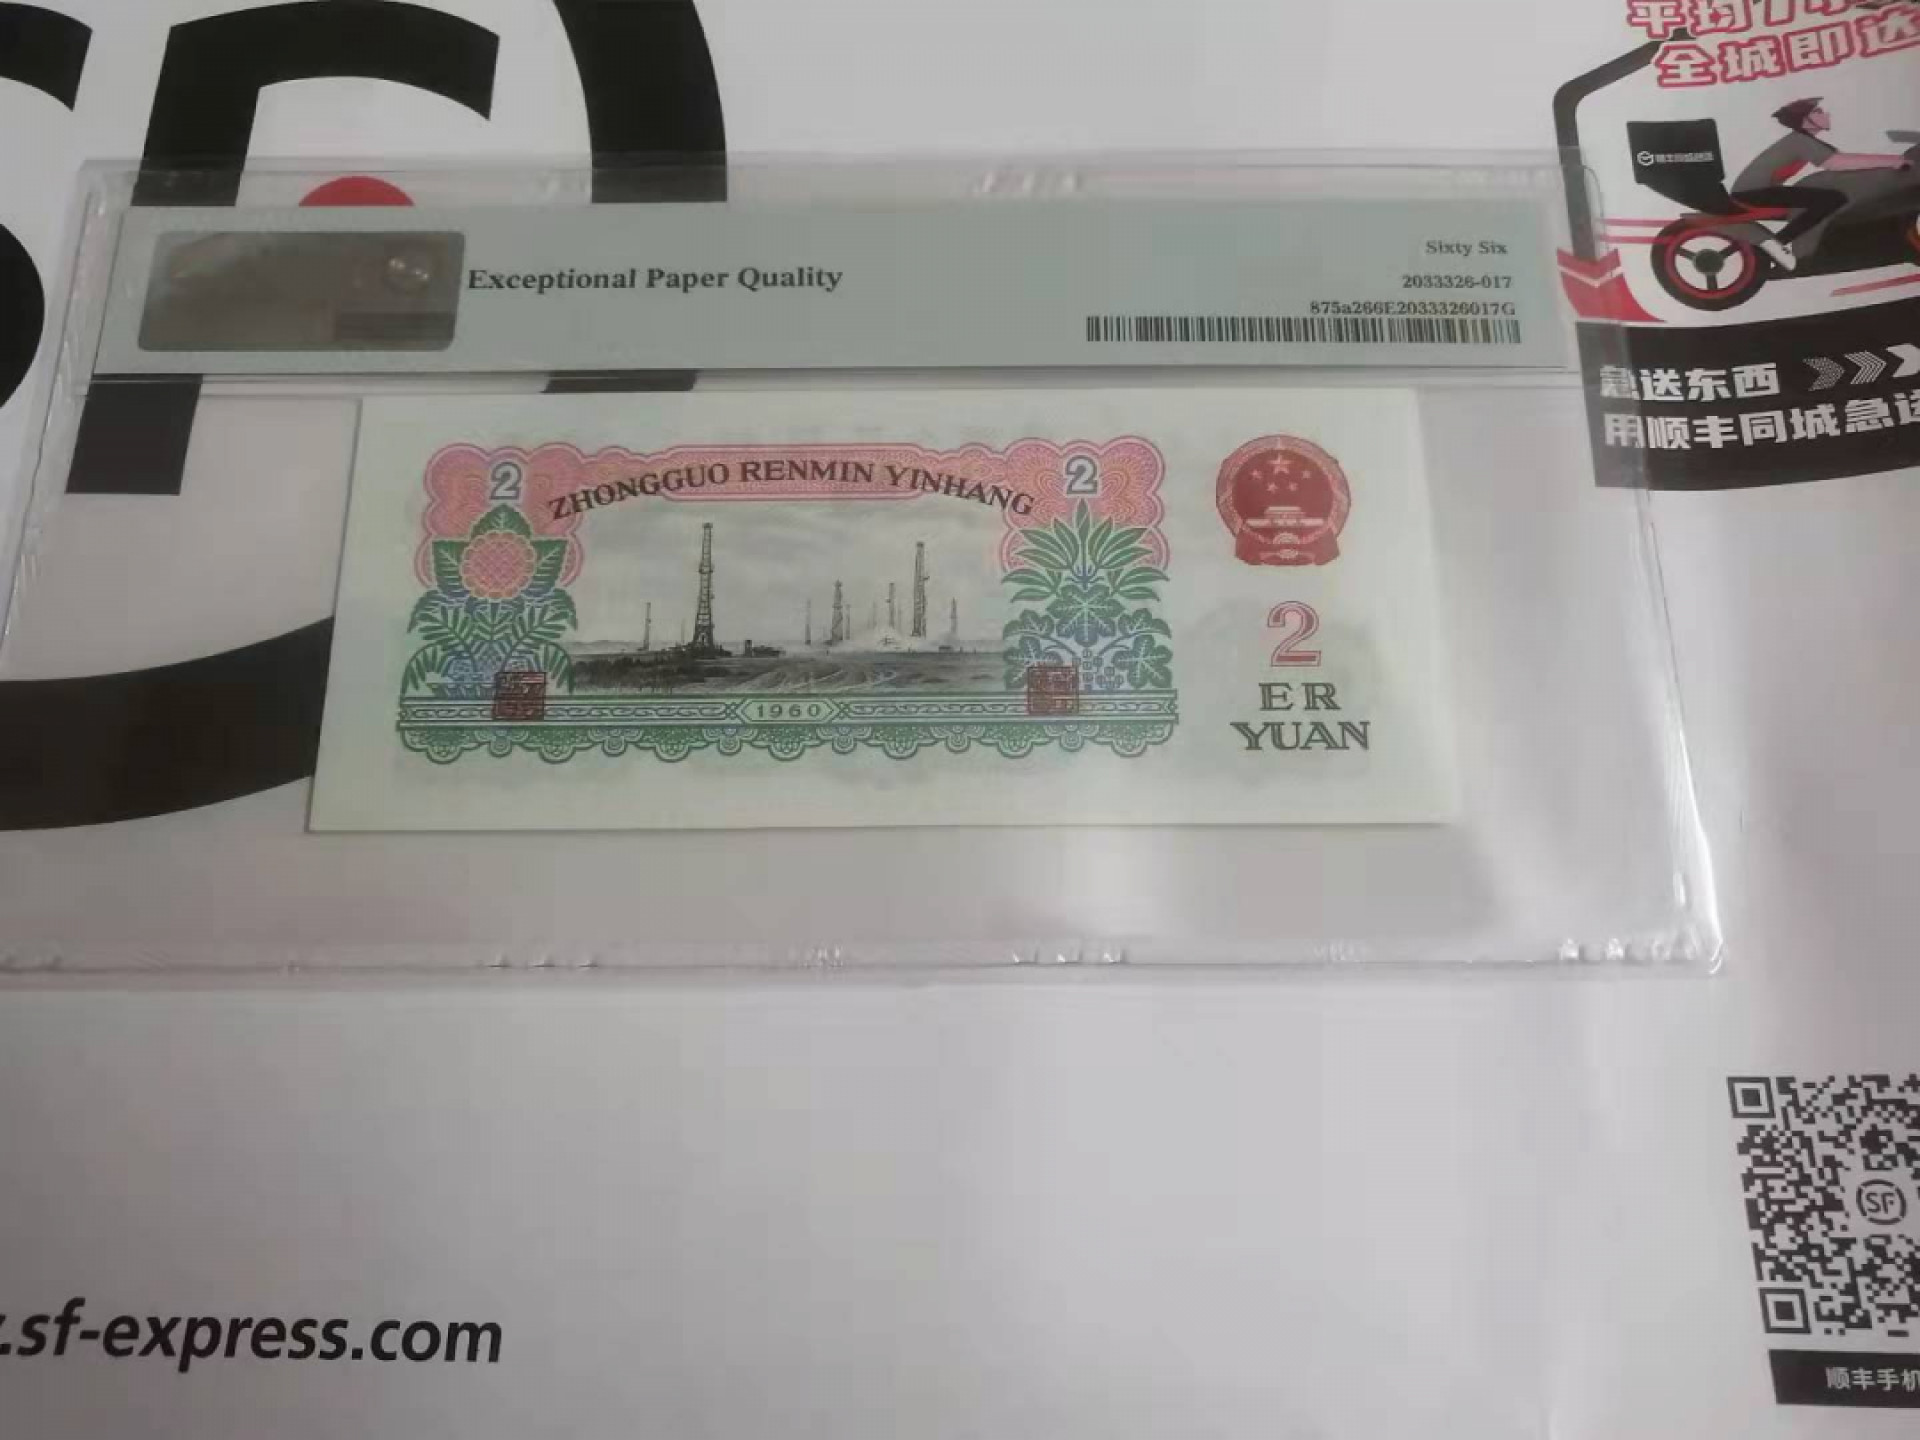 全城即送
Exceptional Paper Quality
Sixty Six
2033326-017
875a266E2033326017G
急送东西
用顺丰同城急送
2
ZHONGGUO RENMIN YINHANG
2
2
ER
YUAN
1960
SF
.sf-express.com
顺丰手机